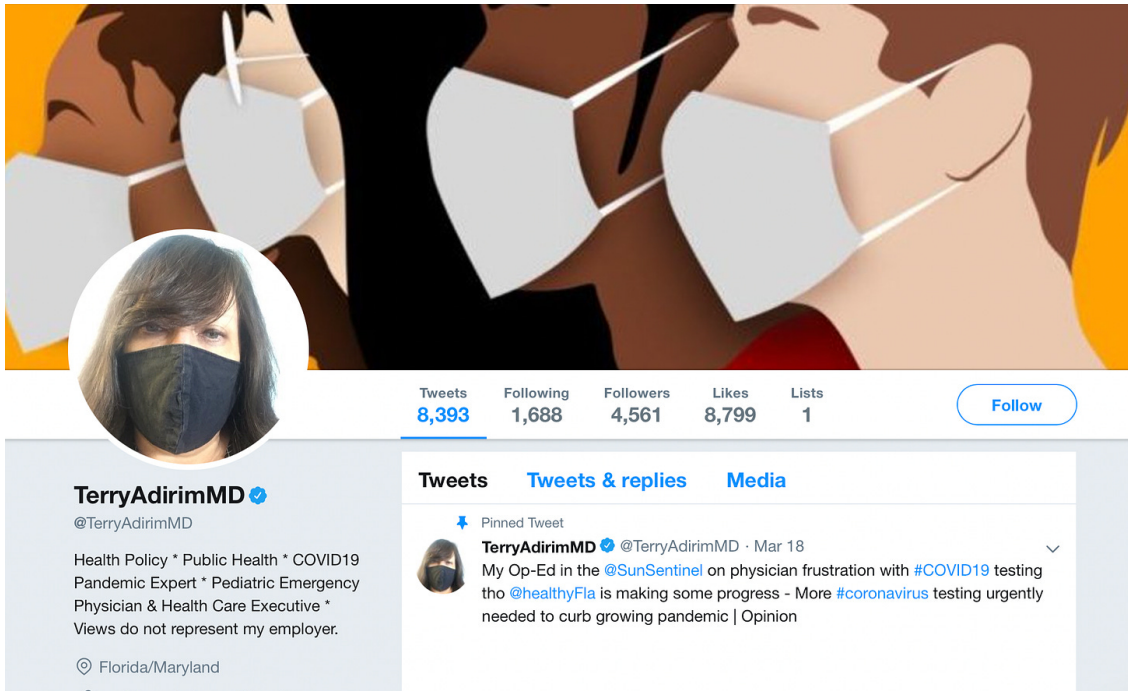 Tweets Following Followers Likes Lists
8,393 1,688 4,561 8,799 1
Follow
TerryAdirimMD
@TerryAdirimMD
Health Policy * Public Health * COVID19
Pandemic Expert * Pediatric Emergency
Physician & Health Care Executive *
Views do not represent my employer.
Florida/Maryland
Tweets Tweets & replies Media
Pinned Tweet
TerryAdirimMD @TerryAdirimMD · Mar 18
My Op-Ed in the @SunSentinel on physician frustration with #COVID19 testing
tho @healthyFla is making some progress - More #coronavirus testing urgently
needed to curb growing pandemic | Opinion